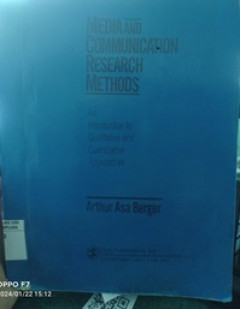 MEDIA AND
COMMUNICATION
RESEARCH
METHODS
An
Introduction to
Qualitative and
Quantitative
Approaches
Arthur Asa Berger
OPPO F7
2024/01/22 15:12